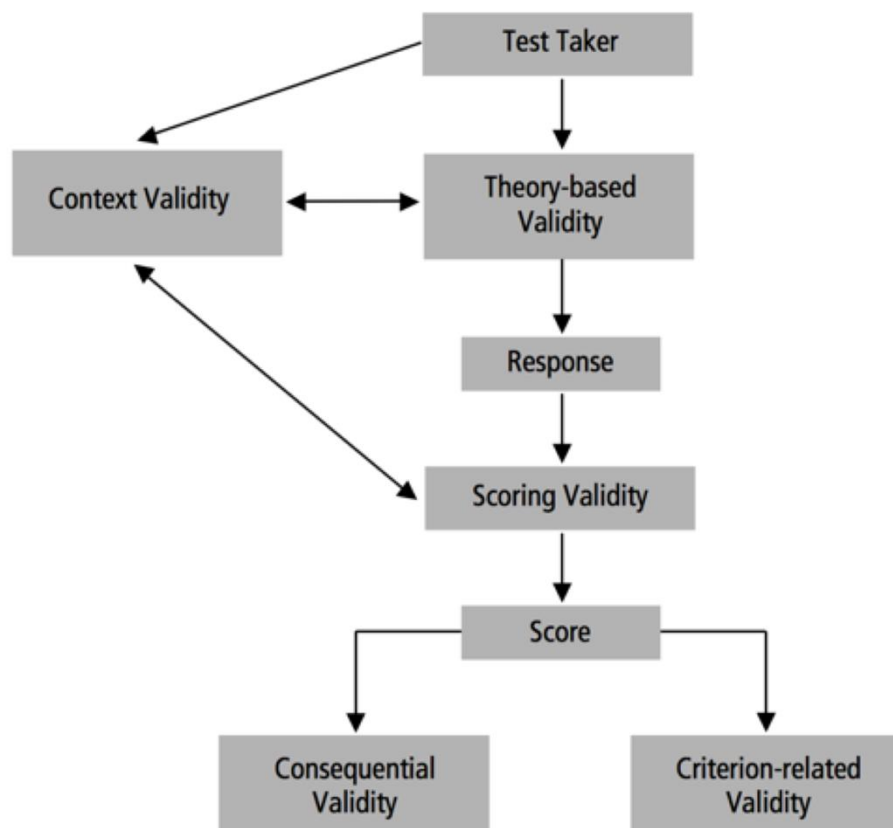 Test Taker
Context Validity
Theory-based
Validity
Response
Scoring Validity
Score
Consequential
Validity
Criterion-related
Validity